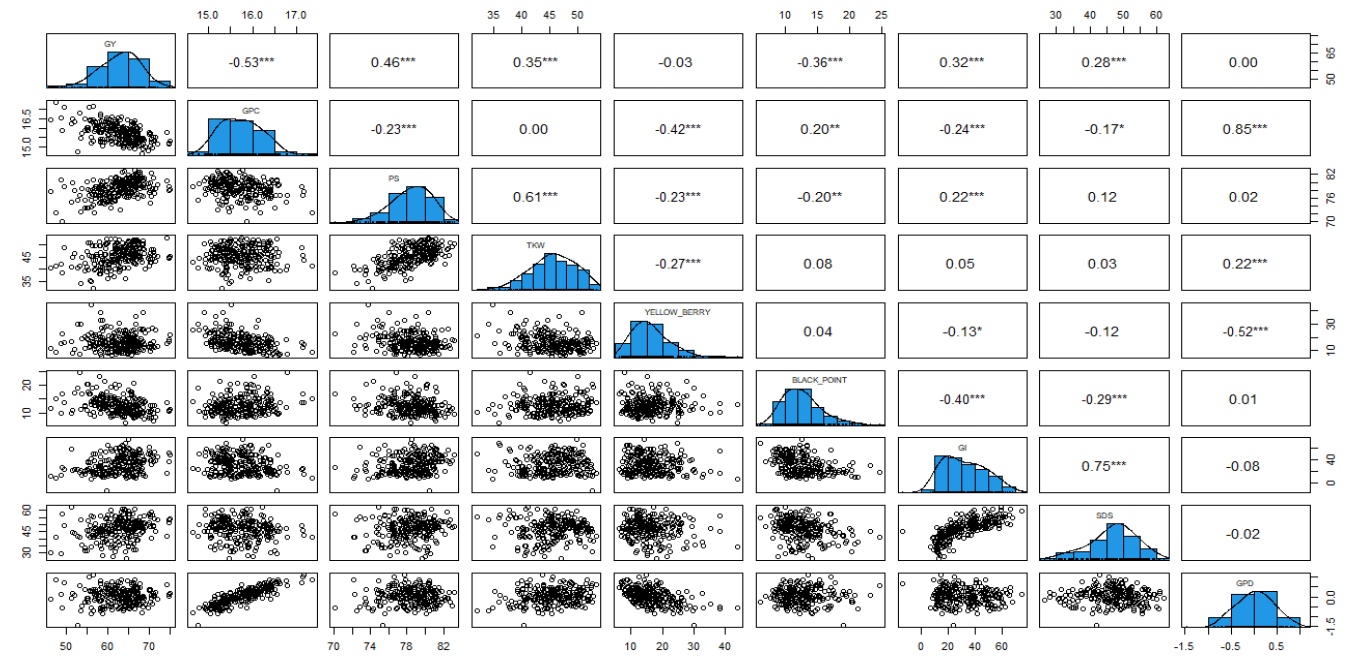 15.0 16.0 17.0 35 40 45 50 10 15 20 25 30 40 50 60
GY -0.53*** 0.46*** 0.35*** -0.03 -0.36*** 0.32*** 0.28*** 0.00 50 65
15.0 16.5 GPC -0.23*** 0.00 -0.42*** 0.20** -0.24*** -0.17* 0.85***
PS 0.61*** -0.23*** -0.20** 0.22*** 0.12 0.02 70 76 82
35 45 TKW -0.27*** 0.08 0.05 0.03 0.22***
YELLOW_BERRY 0.04 -0.13* -0.12 -0.52*** 10 30
10 20 BLACK_POINT -0.40*** -0.29*** 0.01
GI 0.75*** -0.08 0 40
30 45 60 SDS -0.02
GPD -1.5 0.0
50 60 70 70 74 78 82 10 20 30 40 0 20 40 60 -1.5 -0.5 0.5